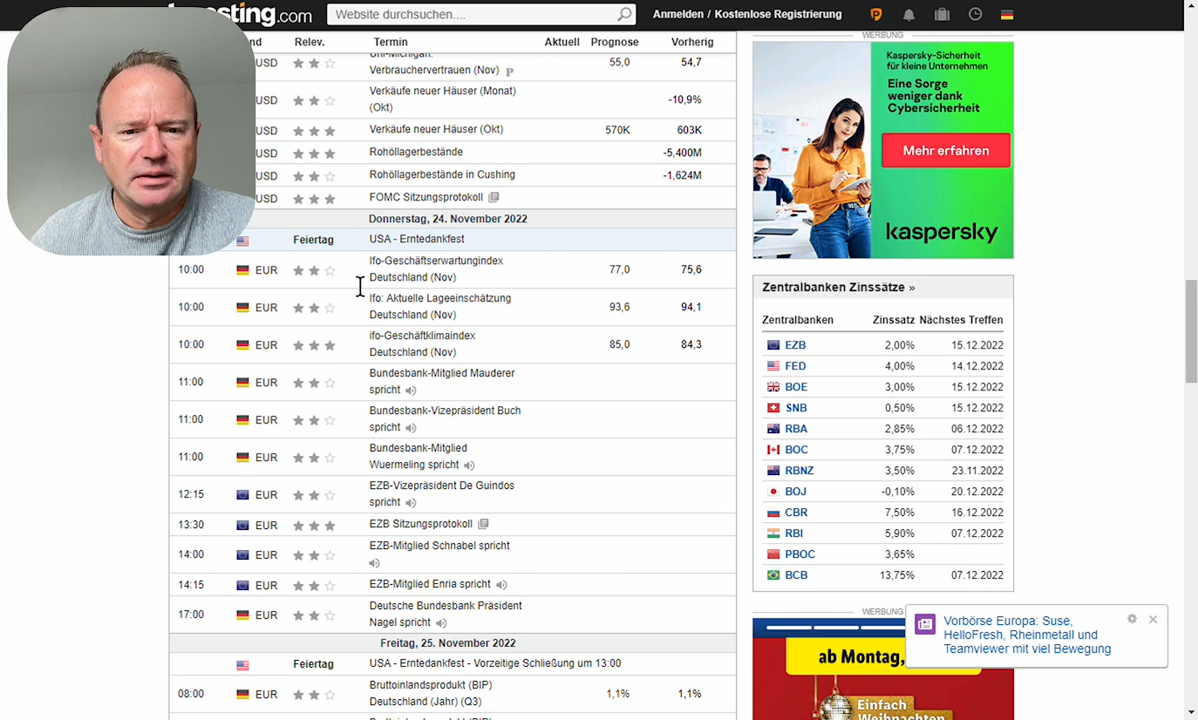 esting.com
Website durchsuchen....
Anmelden / Kostenlose Registrierung
nd Relev. Termin Aktuell Prognose Vorherig
USD Uni-Michigan: 55,0 54,7
Verbrauchervertrauen (Nov) P
USD Verkäufe neuer Häuser (Monat) -10,9%
(Okt)
USD Verkäufe neuer Häuser (Okt) 570K 603K
USD Rohöllagerbestände -5,400M
USD Rohöllagerbestände in Cushing -1,624M
USD FOMC Sitzungsprotokoll
Donnerstag, 24. November 2022
Feiertag USA - Erntedankfest
10:00 EUR Ifo-Geschäftserwartungindex 77,0 75,6
Deutschland (Nov)
10:00 EUR Ifo: Aktuelle Lageeinschätzung 93,6 94,1
Deutschland (Nov)
10:00 EUR ifo-Geschäftklimaindex 85,0 84,3
Deutschland (Nov)
11:00 EUR Bundesbank-Mitglied Mauderer
spricht
11:00 EUR Bundesbank-Vizepräsident Buch
spricht
11:00 EUR Bundesbank-Mitglied
Wuermeling spricht
12:15 EUR EZB-Vizepräsident De Guindos
spricht
13:30 EUR EZB Sitzungsprotokoll
14:00 EUR EZB-Mitglied Schnabel spricht
14:15 EUR EZB-Mitglied Enria spricht
17:00 EUR Deutsche Bundesbank Präsident
Nagel spricht
Freitag, 25. November 2022
Feiertag USA - Erntedankfest - Vorzeitige Schließung um 13:00
08:00 EUR Bruttoinlandsprodukt (BIP) 1,1% 1,1%
Deutschland (Jahr) (Q3)
WERBUNG
Kaspersky-Sicherheit
für kleine Unternehmen
Eine Sorge
weniger dank
Cybersicherheit
Mehr erfahren
kaspersky
Zentralbanken Zinssätze »
Zentralbanken Zinssatz Nächstes Treffen
EZB 2,00% 15.12.2022
FED 4,00% 14.12.2022
BOE 3,00% 15.12.2022
SNB 0,50% 15.12.2022
RBA 2,85% 06.12.2022
BOC 3,75% 07.12.2022
RBNZ 3,50% 23.11.2022
BOJ -0,10% 20.12.2022
CBR 7,50% 16.12.2022
RBI 5,90% 07.12.2022
PBOC 3,65%
BCB 13,75% 07.12.2022
WERBUNG
Vorbörse Europa: Suse,
HelloFresh, Rheinmetall und
Teamviewer mit viel Bewegung
ab Montag,
Einfach
Weihnachten